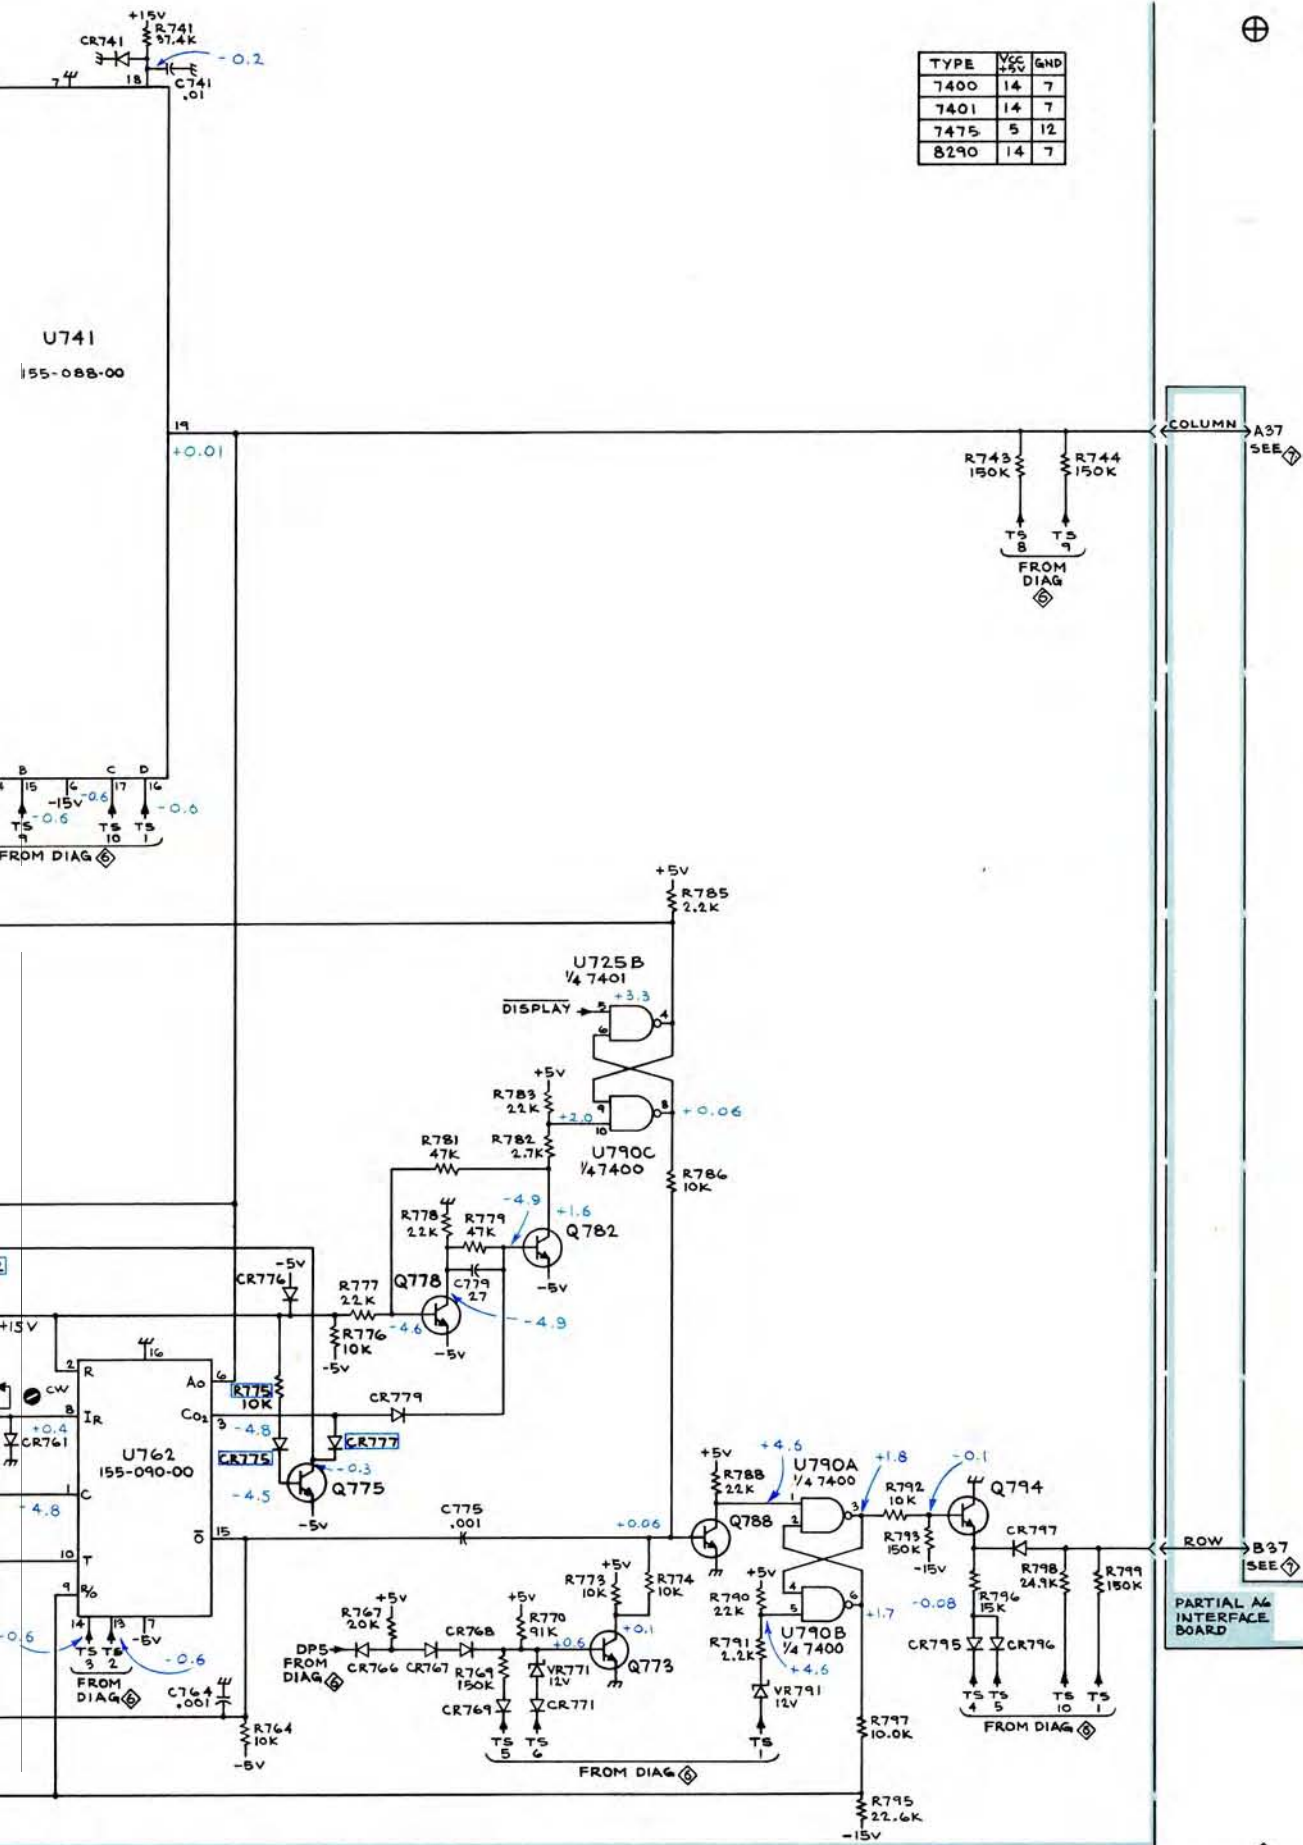 +15V
R741
37.4K
CR741
-0.2
7
18
C741
.01
TYPE VCC +5V GND
7400 14 7
7401 14 7
7475 5 12
8290 14 7
U741
155-088-00
19
+0.01
COLUMN
A37
SEE 7
R743
150K
R744
150K
TS
8
TS
9
FROM
DIAG
B C D
15 6 17 16
-15V
-0.6
-0.6
-0.6
TS
9
TS
10
TS
1
FROM DIAG 6
+5V
R785
2.2K
U725B
1/4 7401
+3.3
DISPLAY
5
6
4
+5V
R783
22K
+2.0
9
10
8
+0.06
R782
2.7K
U790C
1/4 7400
R781
47K
R786
10K
-4.9
+1.6
R778
22K
R779
47K
Q782
-5V
-5V
CR776
R777
22K
Q778
C779
27
-4.6
-4.9
+15V
R776
10K
-5V
-5V
16
2
R
CW
A0
6
R775
10K
CR779
8
IR
CO2
3
-4.8
+0.4
CR761
CR777
U762
155-090-00
CR775
-0.3
Q775
-4.5
1
C
-4.8
-5V
C775
.001
15
O
10
T
9
R/O
14
13
7
-5V
-0.6
TS
3
TS
2
-0.6
FROM
DIAG 6
C764
.001
R764
10K
-5V
+0.06
+5V
R788
22K
+4.6
U790A
1/4 7400
+1.8
-0.1
1
2
3
R792
10K
Q794
Q788
R793
150K
-15V
CR797
ROW
B37
SEE 7
+5V
R773
10K
R774
10K
+5V
R790
22K
4
5
6
+1.7
-0.08
R796
15K
R798
24.9K
R799
150K
PARTIAL A6
INTERFACE
BOARD
R767
20K
+5V
+5V
R770
91K
CR768
DP5
FROM
DIAG 6
CR766
CR767
R769
150K
+0.6
+0.1
VR771
12V
Q773
R791
2.2K
U790B
1/4 7400
+4.6
CR795
CR796
CR769
CR771
VR791
12V
TS
5
TS
6
TS
1
FROM DIAG 6
TS
4
TS
5
TS
10
TS
1
FROM DIAG
R797
10.0K
R795
22.6K
-15V